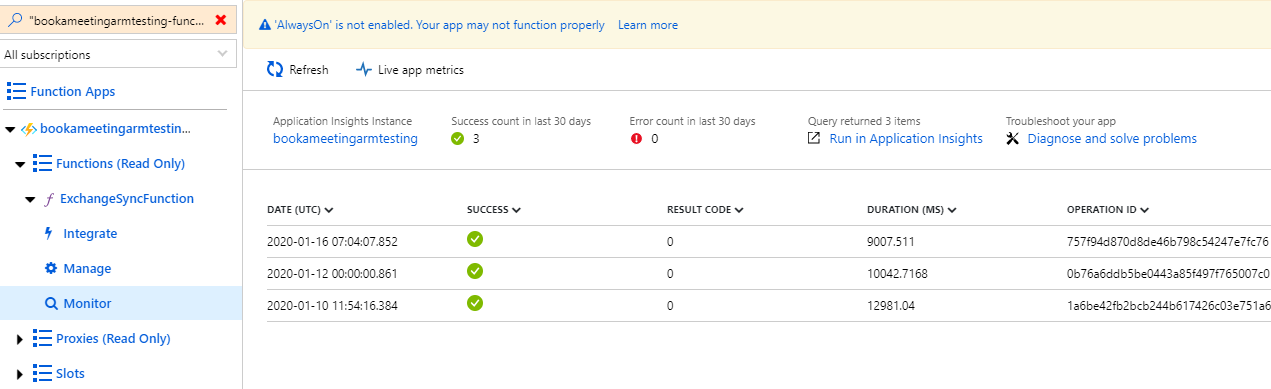 "bookameetingarmtesting-func...
All subscriptions
Function Apps
bookameetingarmtestin...
Functions (Read Only)
ExchangeSyncFunction
Integrate
Manage
Monitor
Proxies (Read Only)
Slots
'AlwaysOn' is not enabled. Your app may not function properly Learn more
Refresh Live app metrics
Application Insights Instance Success count in last 30 days Error count in last 30 days Query returned 3 items Troubleshoot your app
bookameetingarmtesting 3 0 Run in Application Insights Diagnose and solve problems
DATE (UTC) SUCCESS RESULT CODE DURATION (MS) OPERATION ID
2020-01-16 07:04:07.852 0 9007.511 757f94d870d8de46b798c54247e7fc76
2020-01-12 00:00:00.861 0 10042.7168 0b76a6ddb5be0443a85f497f765007c0
2020-01-10 11:54:16.384 0 12981.04 1a6be42fb2bcb244b617426c03e751a6